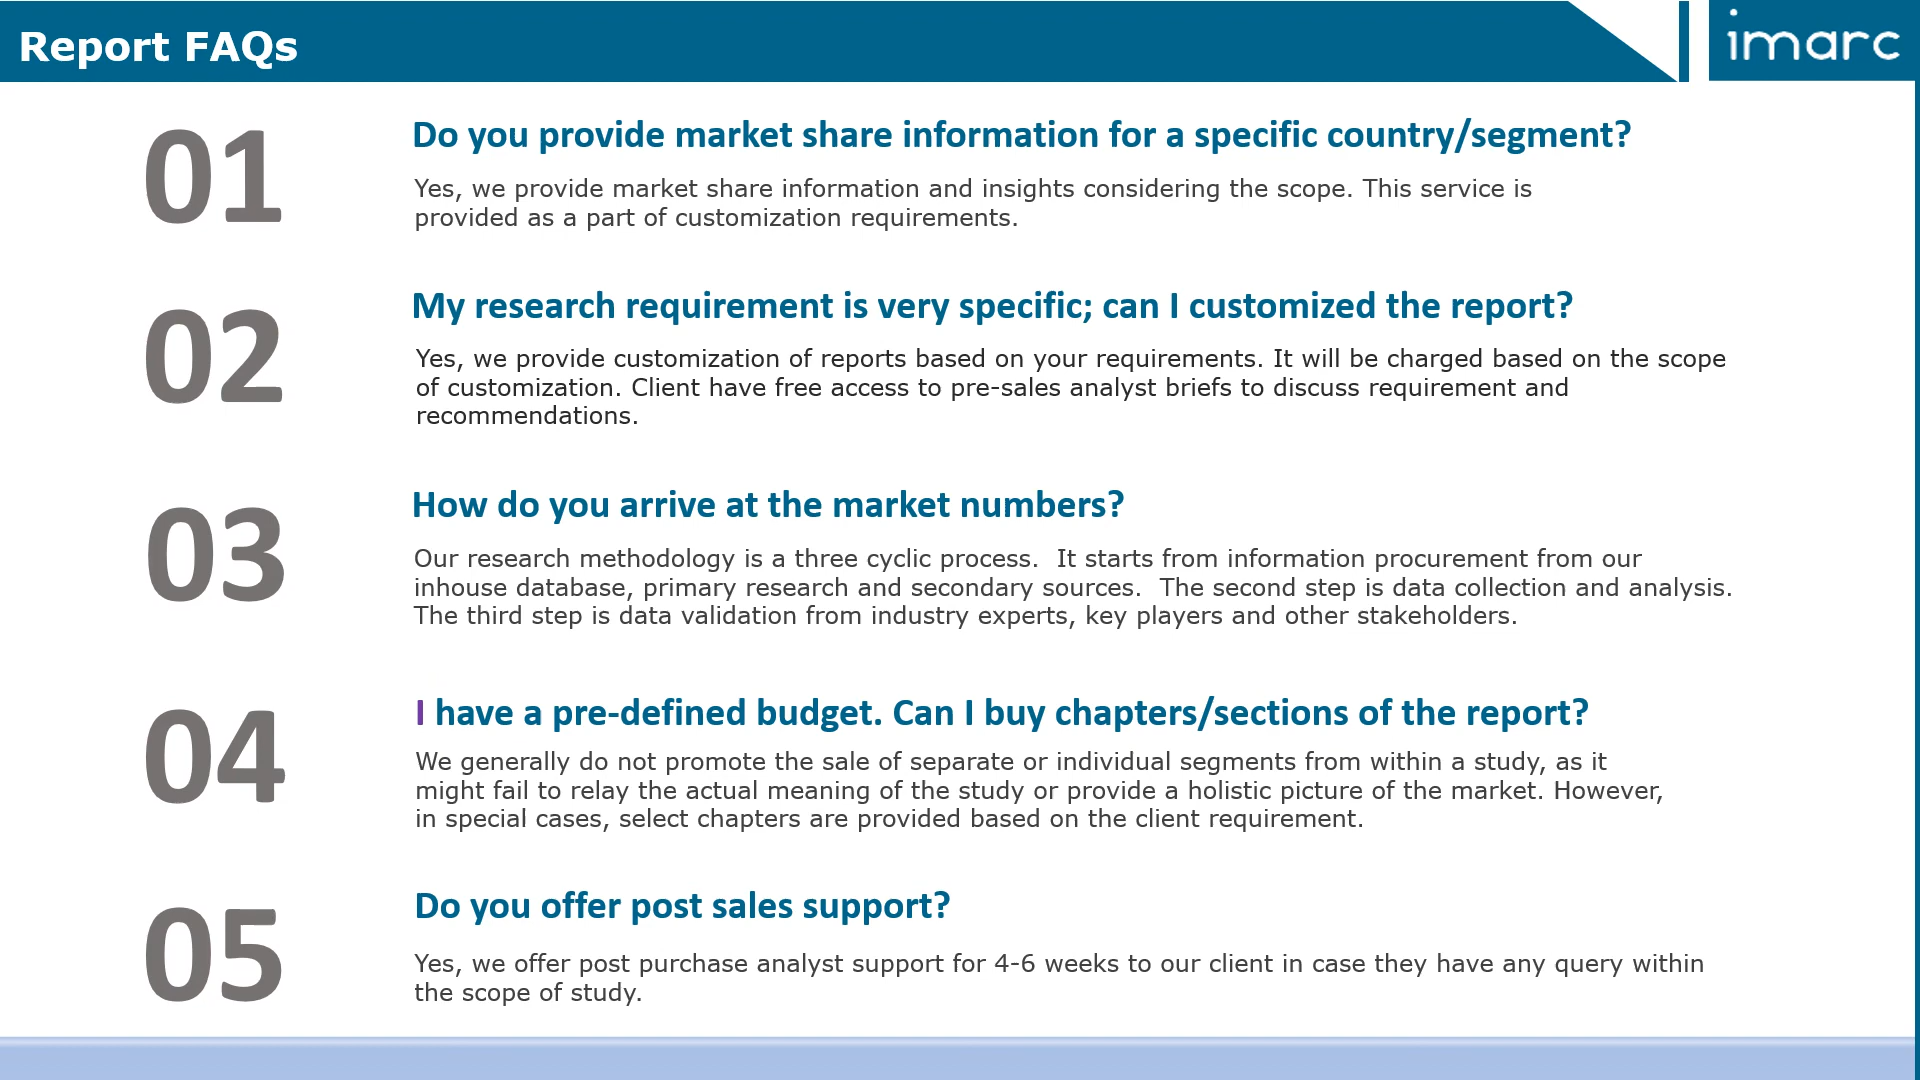 Report FAQs
imarc
01
Do you provide market share information for a specific country/segment?
Yes, we provide market share information and insights considering the scope. This service is
provided as a part of customization requirements.
02
My research requirement is very specific; can I customized the report?
Yes, we provide customization of reports based on your requirements. It will be charged based on the scope
of customization. Client have free access to pre-sales analyst briefs to discuss requirement and
recommendations.
03
How do you arrive at the market numbers?
Our research methodology is a three cyclic process.  It starts from information procurement from our
inhouse database, primary research and secondary sources.  The second step is data collection and analysis.
The third step is data validation from industry experts, key players and other stakeholders.
04
I have a pre-defined budget. Can I buy chapters/sections of the report?
We generally do not promote the sale of separate or individual segments from within a study, as it
might fail to relay the actual meaning of the study or provide a holistic picture of the market. However,
in special cases, select chapters are provided based on the client requirement.
05
Do you offer post sales support?
Yes, we offer post purchase analyst support for 4-6 weeks to our client in case they have any query within
the scope of study.